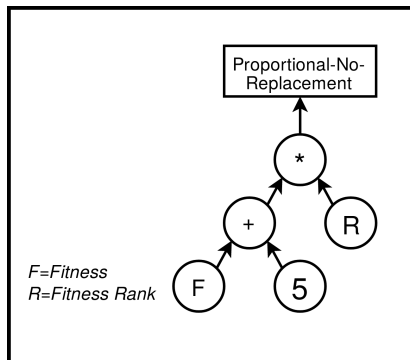 Proportional-No-
Replacement
*
+
R
F
5
F=Fitness
R=Fitness Rank